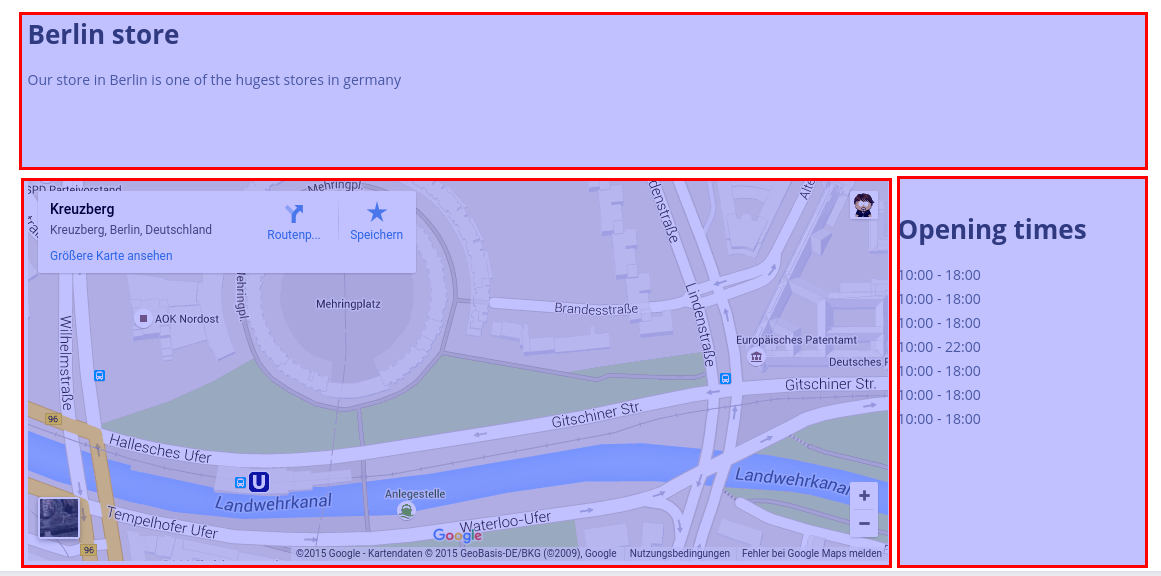 Berlin store
Our store in Berlin is one of the hugest stores in germany
SPD Parteivorstand
Mehringpl.
Kreuzberg
Kreuzberg, Berlin, Deutschland
Größere Karte ansehen
Routenp...
Speichern
Mehringpl.
Mehringplatz
AOK Nordost
Wilhelmstraße
Brandesstraße
Lindenstraße
Europäisches Patentamt
Deutsches
Gitschiner Str.
Gitschiner Str.
96
Hallesches Ufer
U
Landwehrkanal
Anlegestelle
Landwehrkanal
Tempelhofer Ufer
Waterloo-Ufer
96
Google
+
−
©2015 Google - Kartendaten © 2015 GeoBasis-DE/BKG (©2009), Google
Nutzungsbedingungen
Fehler bei Google Maps melden
Opening times
10:00 - 18:00
10:00 - 18:00
10:00 - 18:00
10:00 - 22:00
10:00 - 18:00
10:00 - 18:00
10:00 - 18:00